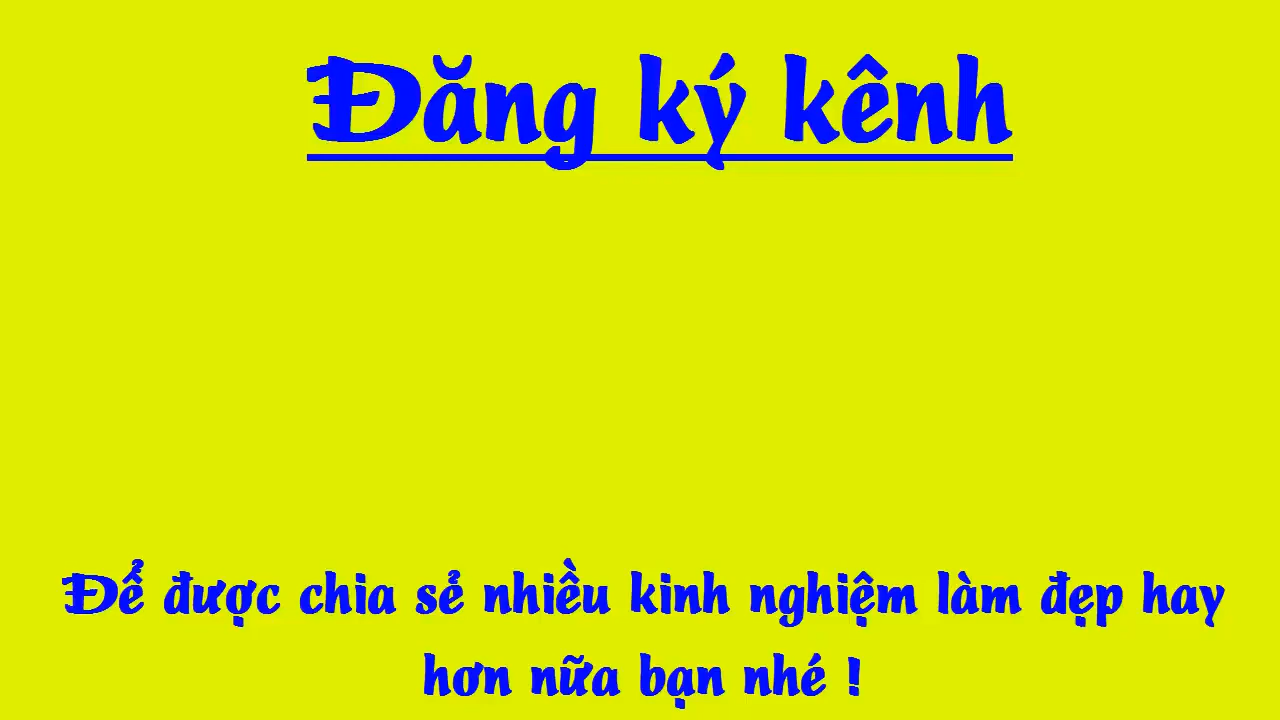 Đăng ký kênh
Để được chia sẻ nhiều kinh nghiệm làm đẹp hay
hơn nữa bạn nhé !